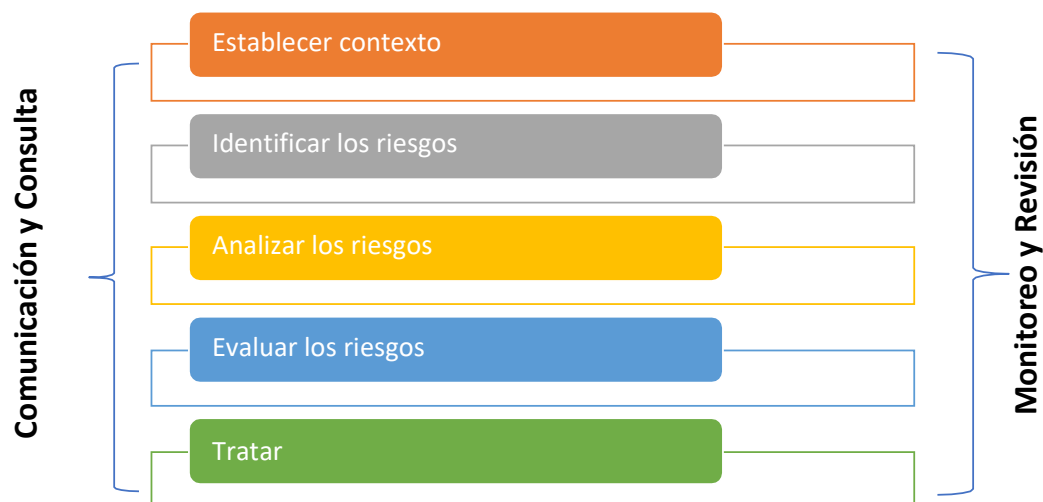 Comunicación y Consulta
Establecer contexto
Identificar los riesgos
Analizar los riesgos
Evaluar los riesgos
Tratar
Monitoreo y Revisión